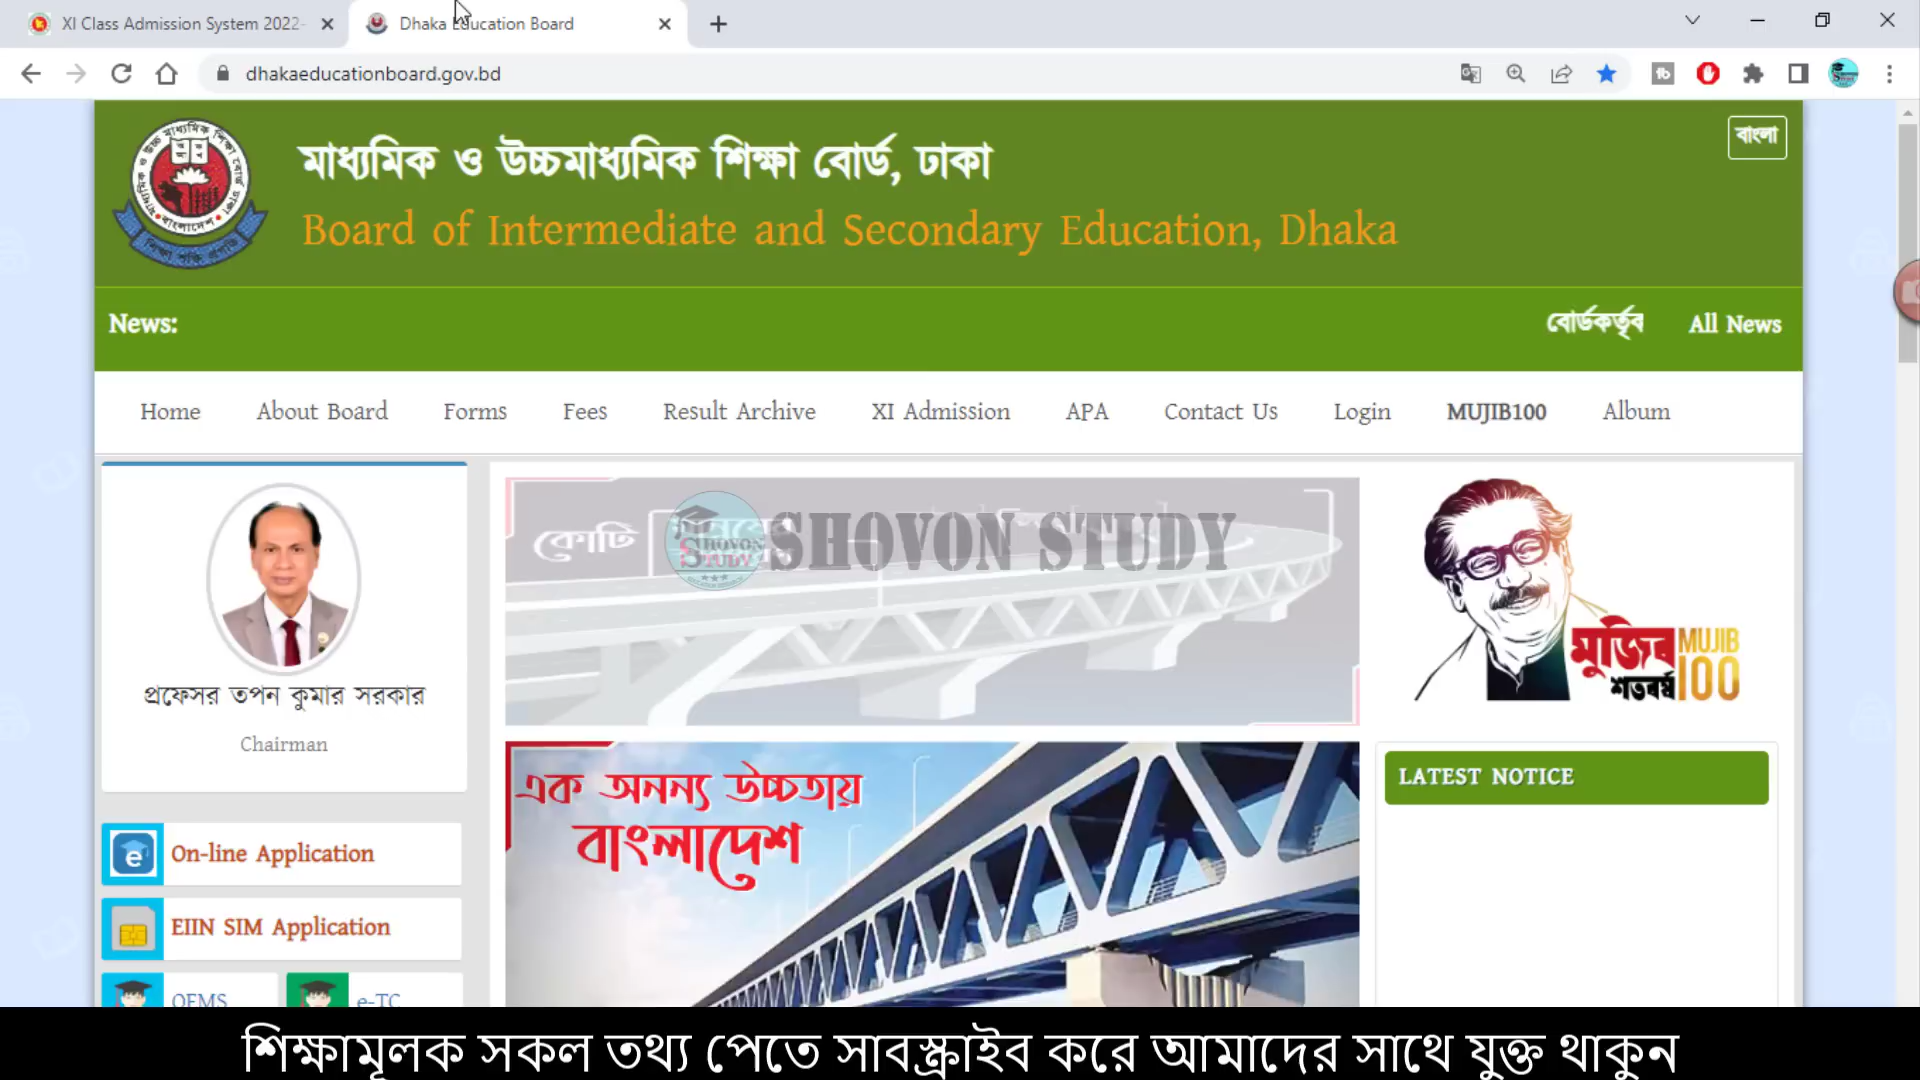 XI Class Admission System 2022-
Dhaka Education Board
dhakaeducationboard.gov.bd
মাধ্যমিক ও উচ্চমাধ্যমিক শিক্ষা বোর্ড, ঢাকা
Board of Intermediate and Secondary Education, Dhaka
বাংলা
News:
বোর্ডকর্তৃব
All News
Home About Board Forms Fees Result Archive XI Admission APA Contact Us Login MUJIB100 Album
কোটি
SHOVON STUDY
SHOVON STUDY
মুজিব শতবর্ষ
MUJIB 100
প্রফেসর তপন কুমার সরকার
Chairman
এক অনন্য উচ্চতায়
বাংলাদেশ
LATEST NOTICE
On-line Application
EIIN SIM Application
OEMS
e-TC
শিক্ষামূলক সকল তথ্য পেতে সাবস্ক্রাইব করে আমাদের সাথে যুক্ত থাকুন